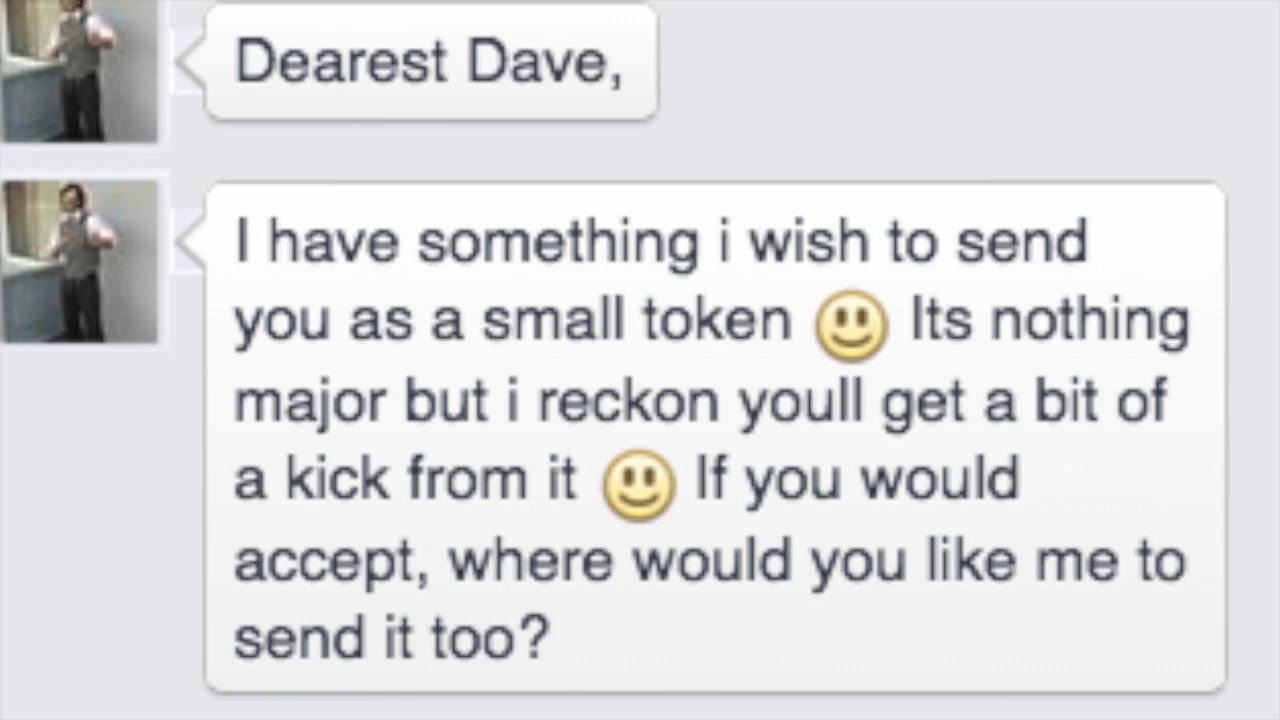 Dearest Dave,
I have something i wish to send
you as a small token 🙂 Its nothing
major but i reckon youll get a bit of
a kick from it 🙂 If you would
accept, where would you like me to
send it too?